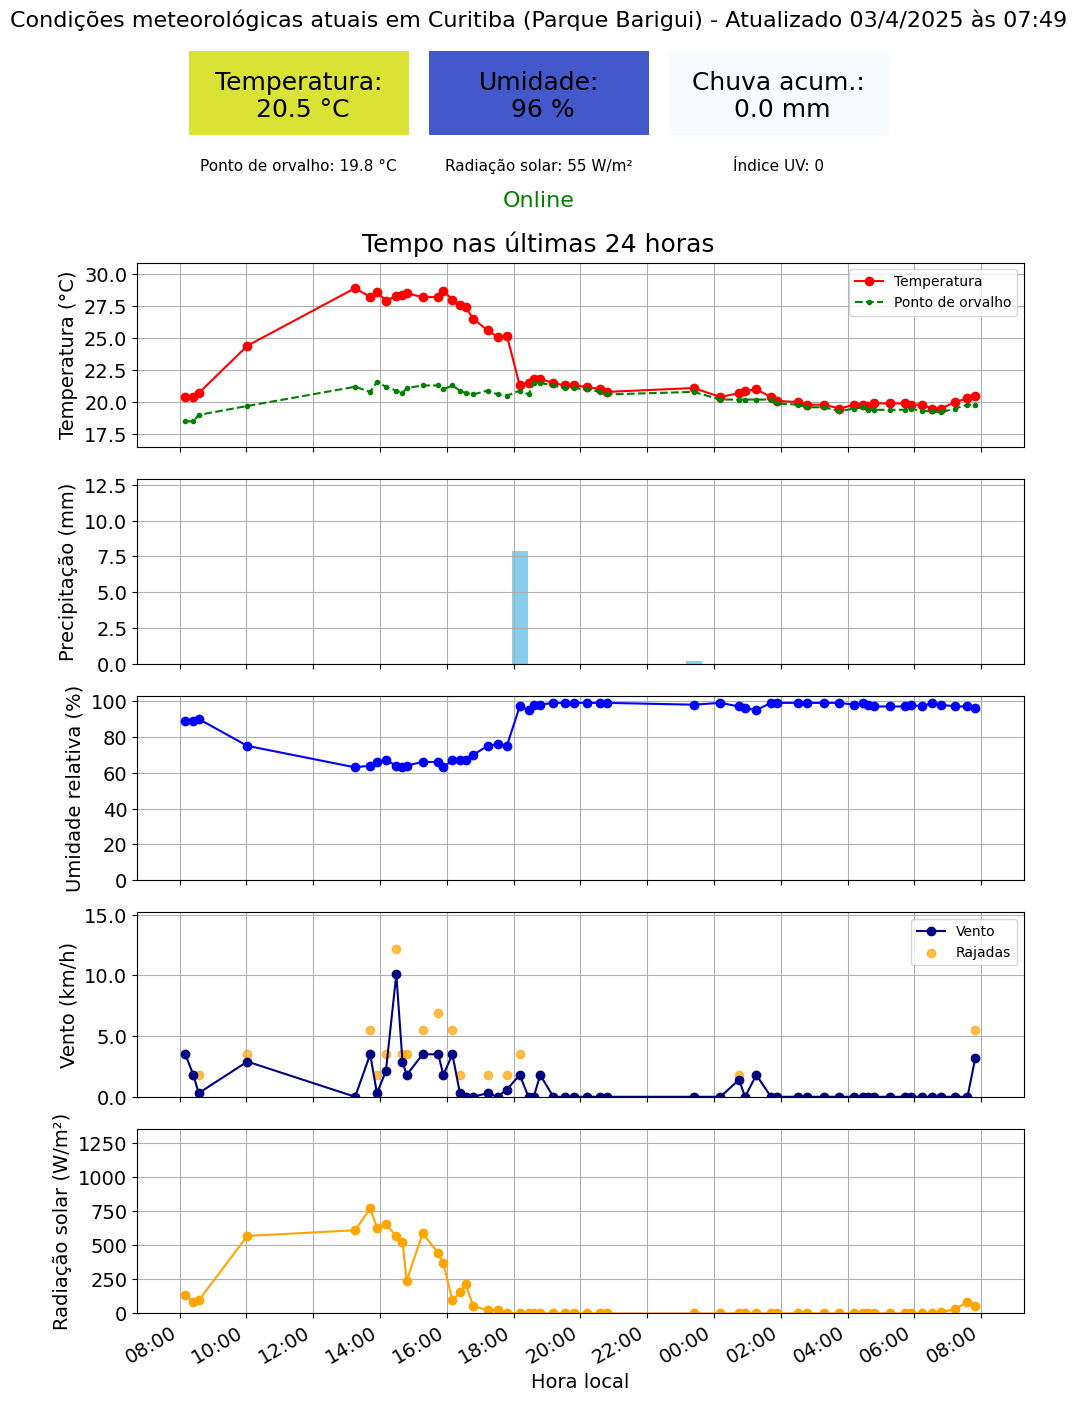 Condições meteorológicas atuais em Curitiba (Parque Barigui) - Atualizado 03/4/2025 às 07:49
Temperatura:
20.5 °C
Umidade:
96 %
Chuva acum.:
0.0 mm
Ponto de orvalho: 19.8 °C
Radiação solar: 55 W/m²
Índice UV: 0
Online
Tempo nas últimas 24 horas
Temperatura (°C)
30.0
27.5
25.0
22.5
20.0
17.5
Temperatura
Ponto de orvalho
Precipitação (mm)
12.5
10.0
7.5
5.0
2.5
0.0
Umidade relativa (%)
100
80
60
40
20
0
Vento (km/h)
15.0
10.0
5.0
0.0
Vento
Rajadas
Radiação solar (W/m²)
1250
1000
750
500
250
0
08:00
10:00
12:00
14:00
16:00
18:00
20:00
22:00
00:00
02:00
04:00
06:00
08:00
Hora local